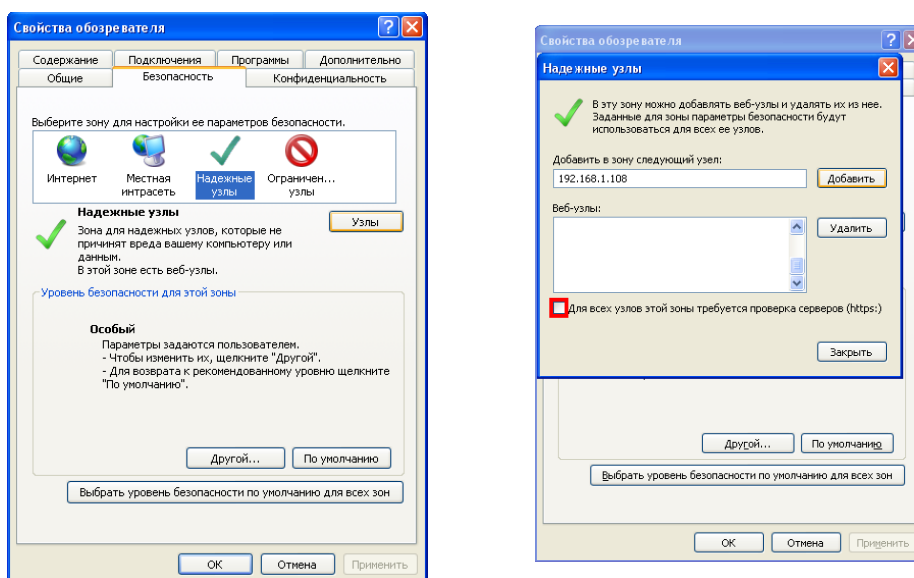 Свойства обозревателя
Содержание Подключения Программы Дополнительно
Общие Безопасность Конфиденциальность
Выберите зону для настройки ее параметров безопасности.
Интернет Местная интрасеть Надежные узлы Ограничен... узлы
Надежные узлы
Узлы
Зона для надежных узлов, которые не
причинят вреда вашему компьютеру или
данным.
В этой зоне есть веб-узлы.
Уровень безопасности для этой зоны
Особый
Параметры задаются пользователем.
- Чтобы изменить их, щелкните "Другой".
- Для возврата к рекомендованному уровню щелкните
"По умолчанию".
Другой... По умолчанию
Выбрать уровень безопасности по умолчанию для всех зон
OK Отмена Применить
Свойства обозревателя
Надежные узлы
В эту зону можно добавлять веб-узлы и удалять их из нее.
Заданные для зоны параметры безопасности будут
использоваться для всех ее узлов.
Добавить в зону следующий узел:
192.168.1.108 Добавить
Веб-узлы:
Удалить
Для всех узлов этой зоны требуется проверка серверов (https:)
Закрыть
Другой... По умолчанию
Выбрать уровень безопасности по умолчанию для всех зон
OK Отмена Применить